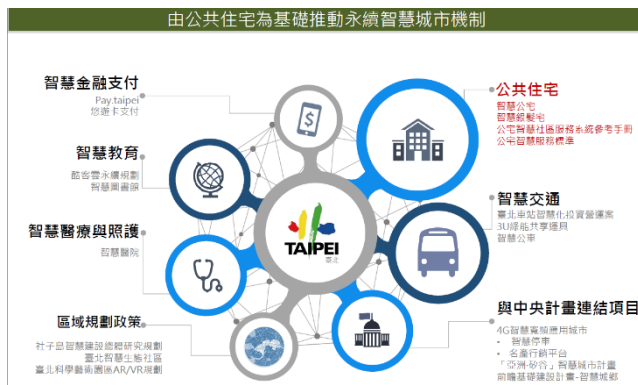 由公共住宅為基礎推動永續智慧城市機制
智慧金融支付
Pay.taipei
悠遊卡支付
智慧教育
酷客雲永續規劃
智慧圖書館
智慧醫療與照護
智慧醫院
區域規劃政策
社子島智慧建設總體研究規劃
臺北智慧生態社區
臺北科學藝術園區AR/VR規劃
TAIPEI
臺北
公共住宅
智慧公宅
智慧銀髮宅
公宅智慧社區服務系統參考手冊
公宅智慧服務標準
智慧交通
臺北車站智慧化投資營運案
3U綠能共享運具
智慧公車
與中央計畫連結項目
4G智慧寬頻應用城市
• 智慧停車
• 名產行銷平台
「亞洲·矽谷」智慧城市計畫
前瞻基礎建設計畫-智慧城鄉